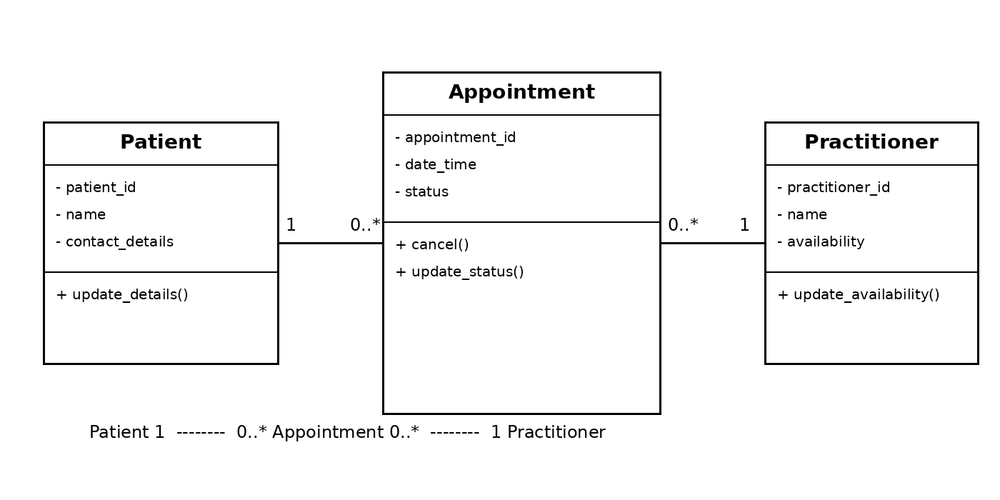 Patient
- patient_id
- name
- contact_details
+ update_details()
1
0..*
Appointment
- appointment_id
- date_time
- status
+ cancel()
+ update_status()
0..*
1
Practitioner
- practitioner_id
- name
- availability
+ update_availability()
Patient 1  --------  0..* Appointment 0..*  --------  1 Practitioner